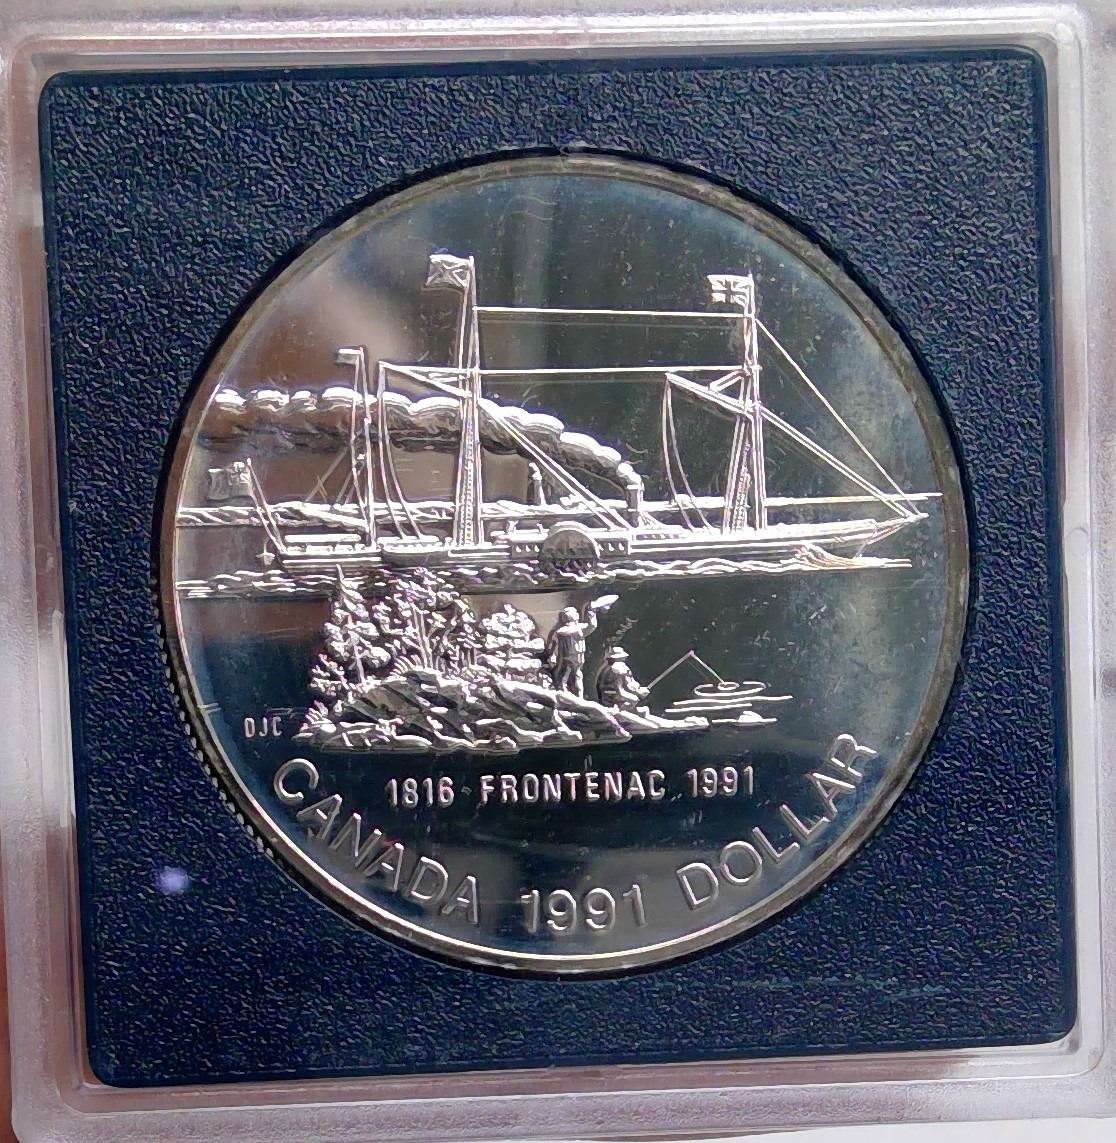 DJC
1816 FRONTENAC 1991
CANADA 1991 DOLLAR